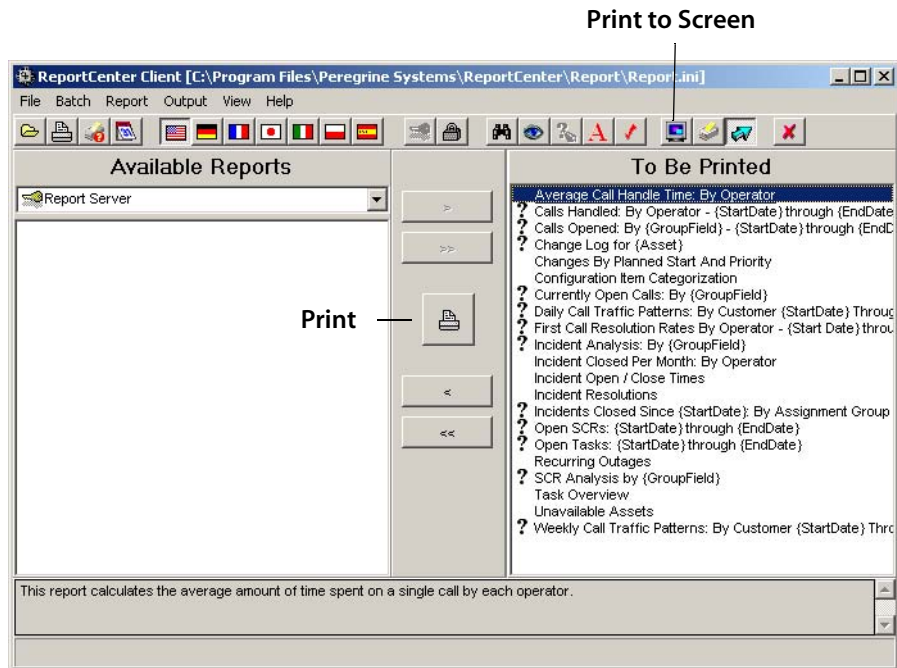 Print to Screen
ReportCenter Client [C:\Program Files\Peregrine Systems\ReportCenter\Report\Report.ini]
File Batch Report Output View Help
Available Reports
To Be Printed
Report Server
>
>>
Print
<
<<
Average Call Handle Time: By Operator
? Calls Handled: By Operator - {StartDate} through {EndDate
? Calls Opened: By {GroupField} - {StartDate} through {EndD
? Change Log for {Asset}
Changes By Planned Start And Priority
Configuration Item Categorization
? Currently Open Calls: By {GroupField}
? Daily Call Traffic Patterns: By Customer {StartDate} Throug
? First Call Resolution Rates By Operator - {Start Date} throu
? Incident Analysis: By {GroupField}
Incident Closed Per Month: By Operator
Incident Open / Close Times
Incident Resolutions
? Incidents Closed Since {StartDate}: By Assignment Group
? Open SCRs: {StartDate} through {EndDate}
? Open Tasks: {StartDate} through {EndDate}
Recurring Outages
? SCR Analysis by {GroupField}
Task Overview
Unavailable Assets
? Weekly Call Traffic Patterns: By Customer {StartDate} Thro
This report calculates the average amount of time spent on a single call by each operator.